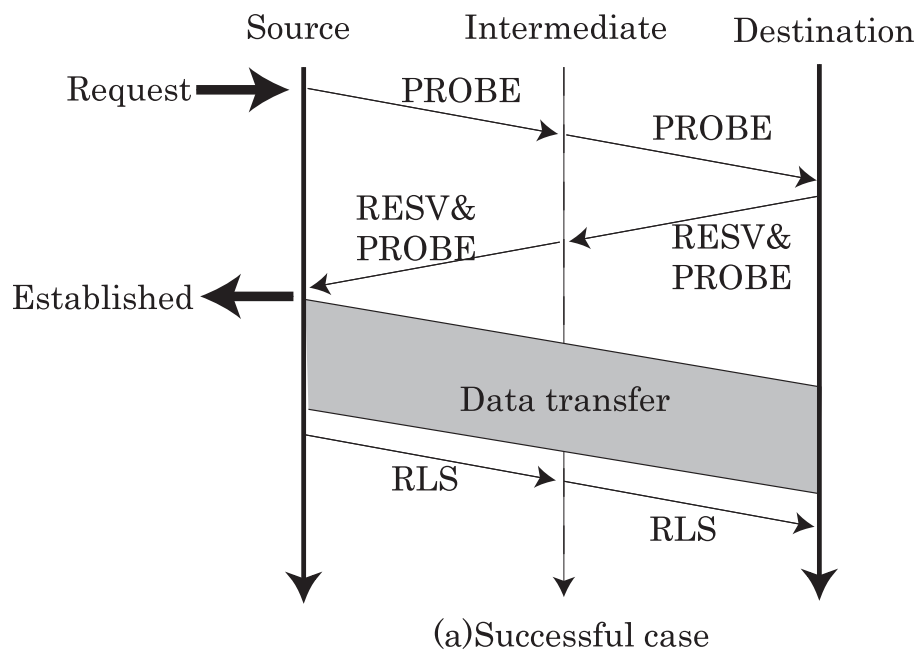 Source
Intermediate
Destination
Request
PROBE
PROBE
RESV&
PROBE
RESV&
PROBE
Established
Data transfer
RLS
RLS
(a)Successful case